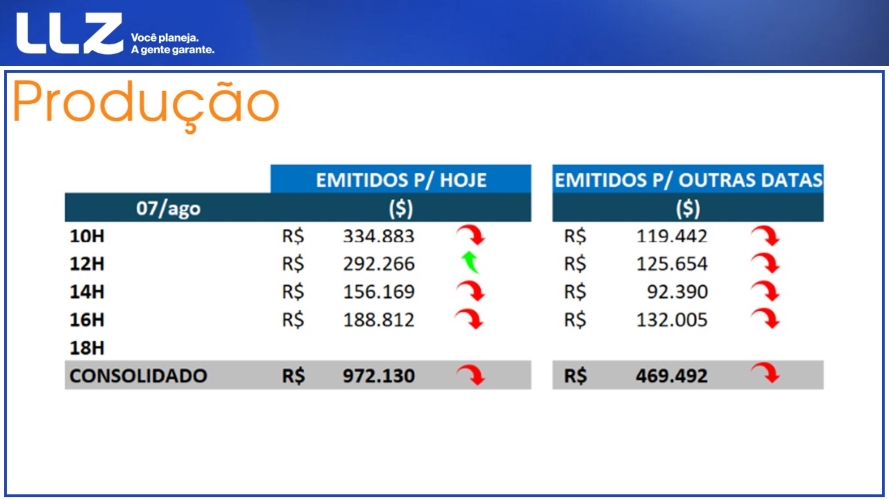 LLZ Você planeja.
A gente garante.
Produção
EMITIDOS P/ HOJE EMITIDOS P/ OUTRAS DATAS
07/ago ($) ($)
10H R$ 334.883 R$ 119.442
12H R$ 292.266 R$ 125.654
14H R$ 156.169 R$ 92.390
16H R$ 188.812 R$ 132.005
18H
CONSOLIDADO R$ 972.130 R$ 469.492